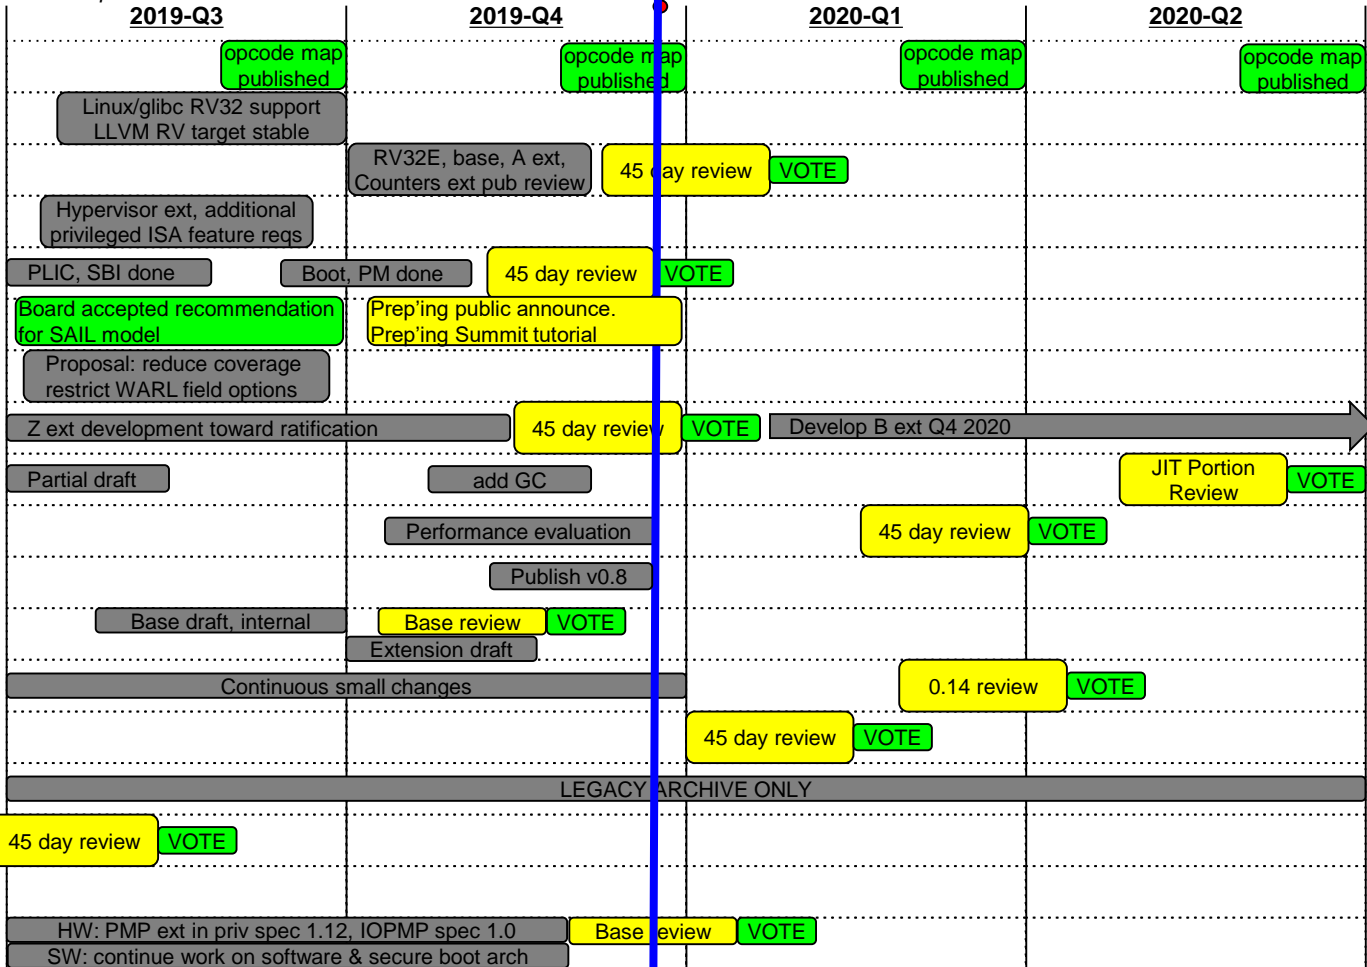 2019-Q3 2019-Q4 2020-Q1 2020-Q2
opcode map
published
opcode map
published
opcode map
published
opcode map
published
Linux/glibc RV32 support
LLVM RV target stable
RV32E, base, A ext,
Counters ext pub review
45 day review
VOTE
Hypervisor ext, additional
privileged ISA feature reqs
PLIC, SBI done
Boot, PM done
45 day review
VOTE
Board accepted recommendation
for SAIL model
Prep’ing public announce.
Prep’ing Summit tutorial
Proposal: reduce coverage
restrict WARL field options
Z ext development toward ratification
45 day review
VOTE
Develop B ext Q4 2020
Partial draft
add GC
JIT Portion
Review
VOTE
Performance evaluation
45 day review
VOTE
Publish v0.8
Base draft, internal
Base review
VOTE
Extension draft
Continuous small changes
0.14 review
VOTE
45 day review
VOTE
LEGACY ARCHIVE ONLY
45 day review
VOTE
HW: PMP ext in priv spec 1.12, IOPMP spec 1.0
Base review
VOTE
SW: continue work on software & secure boot arch